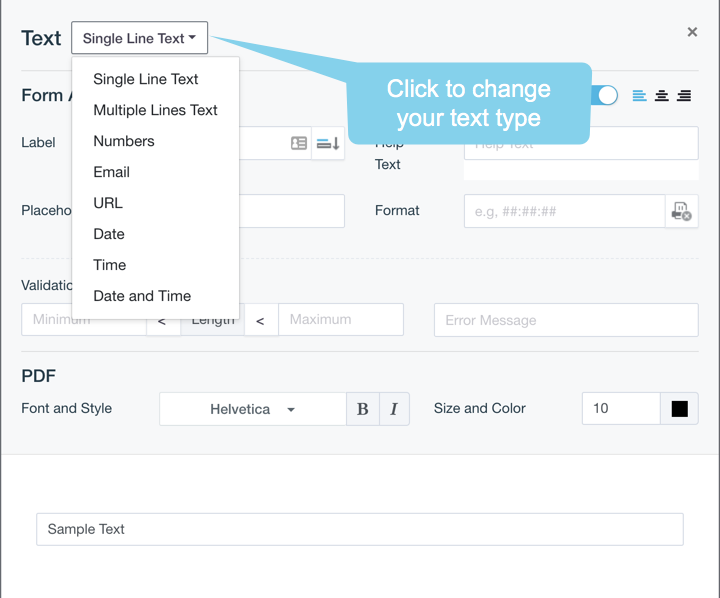 Text Single Line Text
Single Line Text
Multiple Lines Text
Numbers
Email
URL
Date
Time
Date and Time
Click to change
your text type
Form
Label
Help
Text
Help Text
Format e.g, ##:##:##
Minimum < Length < Maximum Error Message
PDF
Font and Style Helvetica B I Size and Color 10
Sample Text